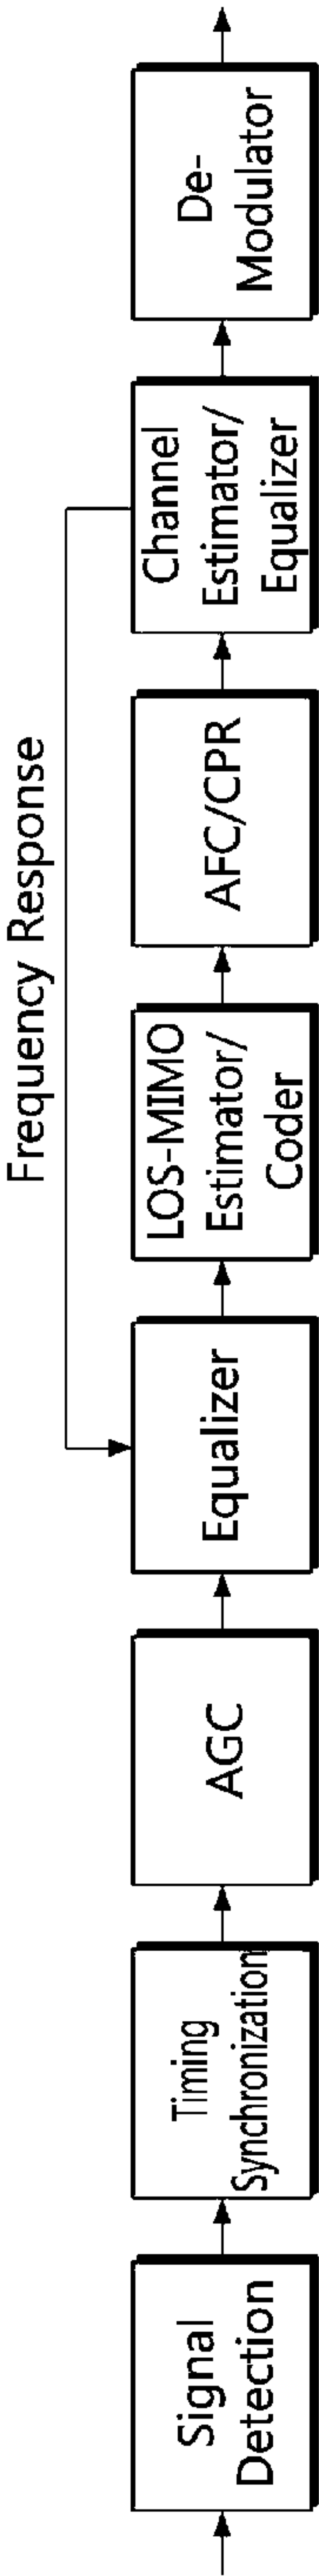 Frequency Response
Signal
Detection
Timing
Synchronization
AGC
Equalizer
LOS-MIMO
Estimator/
Coder
AFC/CPR
Channel
Estimator/
Equalizer
De-
Modulator